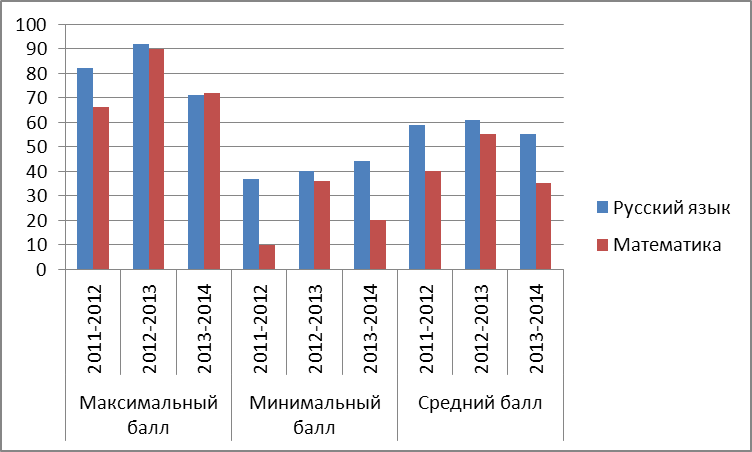 100
90
80
70
60
50
40
30
20
10
0
2011-2012
2012-2013
2013-2014
2011-2012
2012-2013
2013-2014
2011-2012
2012-2013
2013-2014
Максимальный
балл
Минимальный
балл
Средний балл
Русский язык
Математика